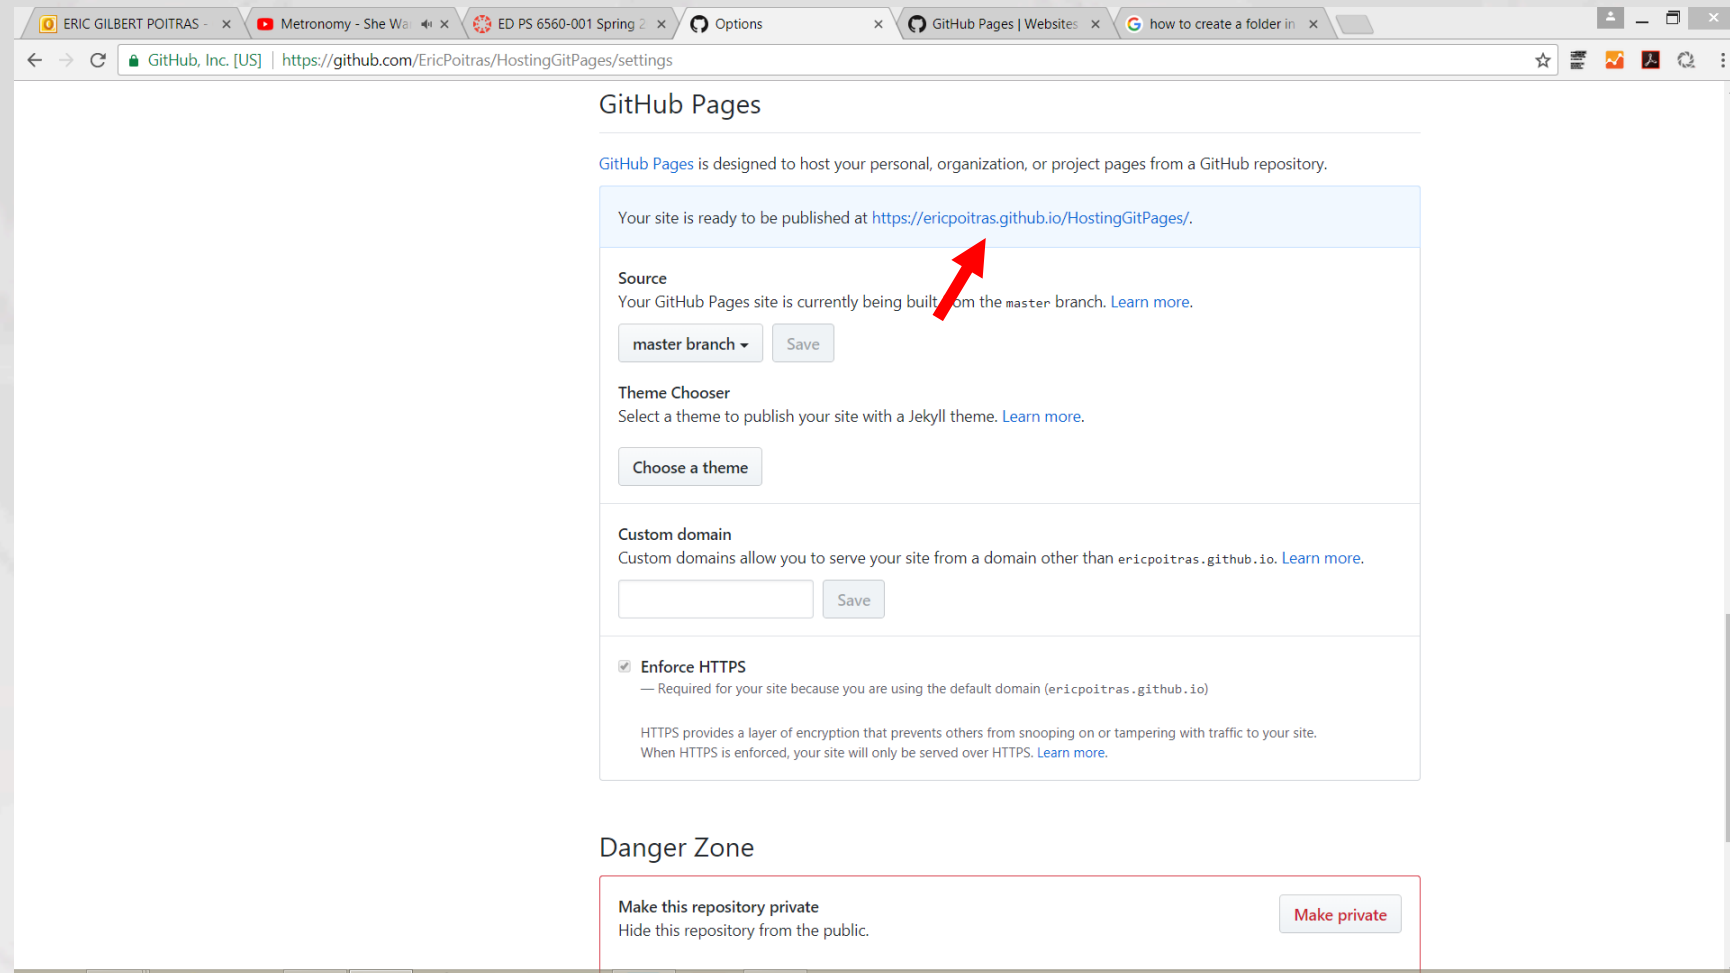 ERIC GILBERT POITRAS -
Metronomy - She Wa
ED PS 6560-001 Spring 2
Options
GitHub Pages | Websites
how to create a folder in
GitHub, Inc. [US] https://github.com/EricPoitras/HostingGitPages/settings
GitHub Pages
GitHub Pages is designed to host your personal, organization, or project pages from a GitHub repository.
Your site is ready to be published at https://ericpoitras.github.io/HostingGitPages/.
Source
Your GitHub Pages site is currently being built om the master branch. Learn more.
master branch Save
Theme Chooser
Select a theme to publish your site with a Jekyll theme. Learn more.
Choose a theme
Custom domain
Custom domains allow you to serve your site from a domain other than ericpoitras.github.io. Learn more.
Save
Enforce HTTPS
— Required for your site because you are using the default domain (ericpoitras.github.io)
HTTPS provides a layer of encryption that prevents others from snooping on or tampering with traffic to your site.
When HTTPS is enforced, your site will only be served over HTTPS. Learn more.
Danger Zone
Make this repository private
Hide this repository from the public.
Make private